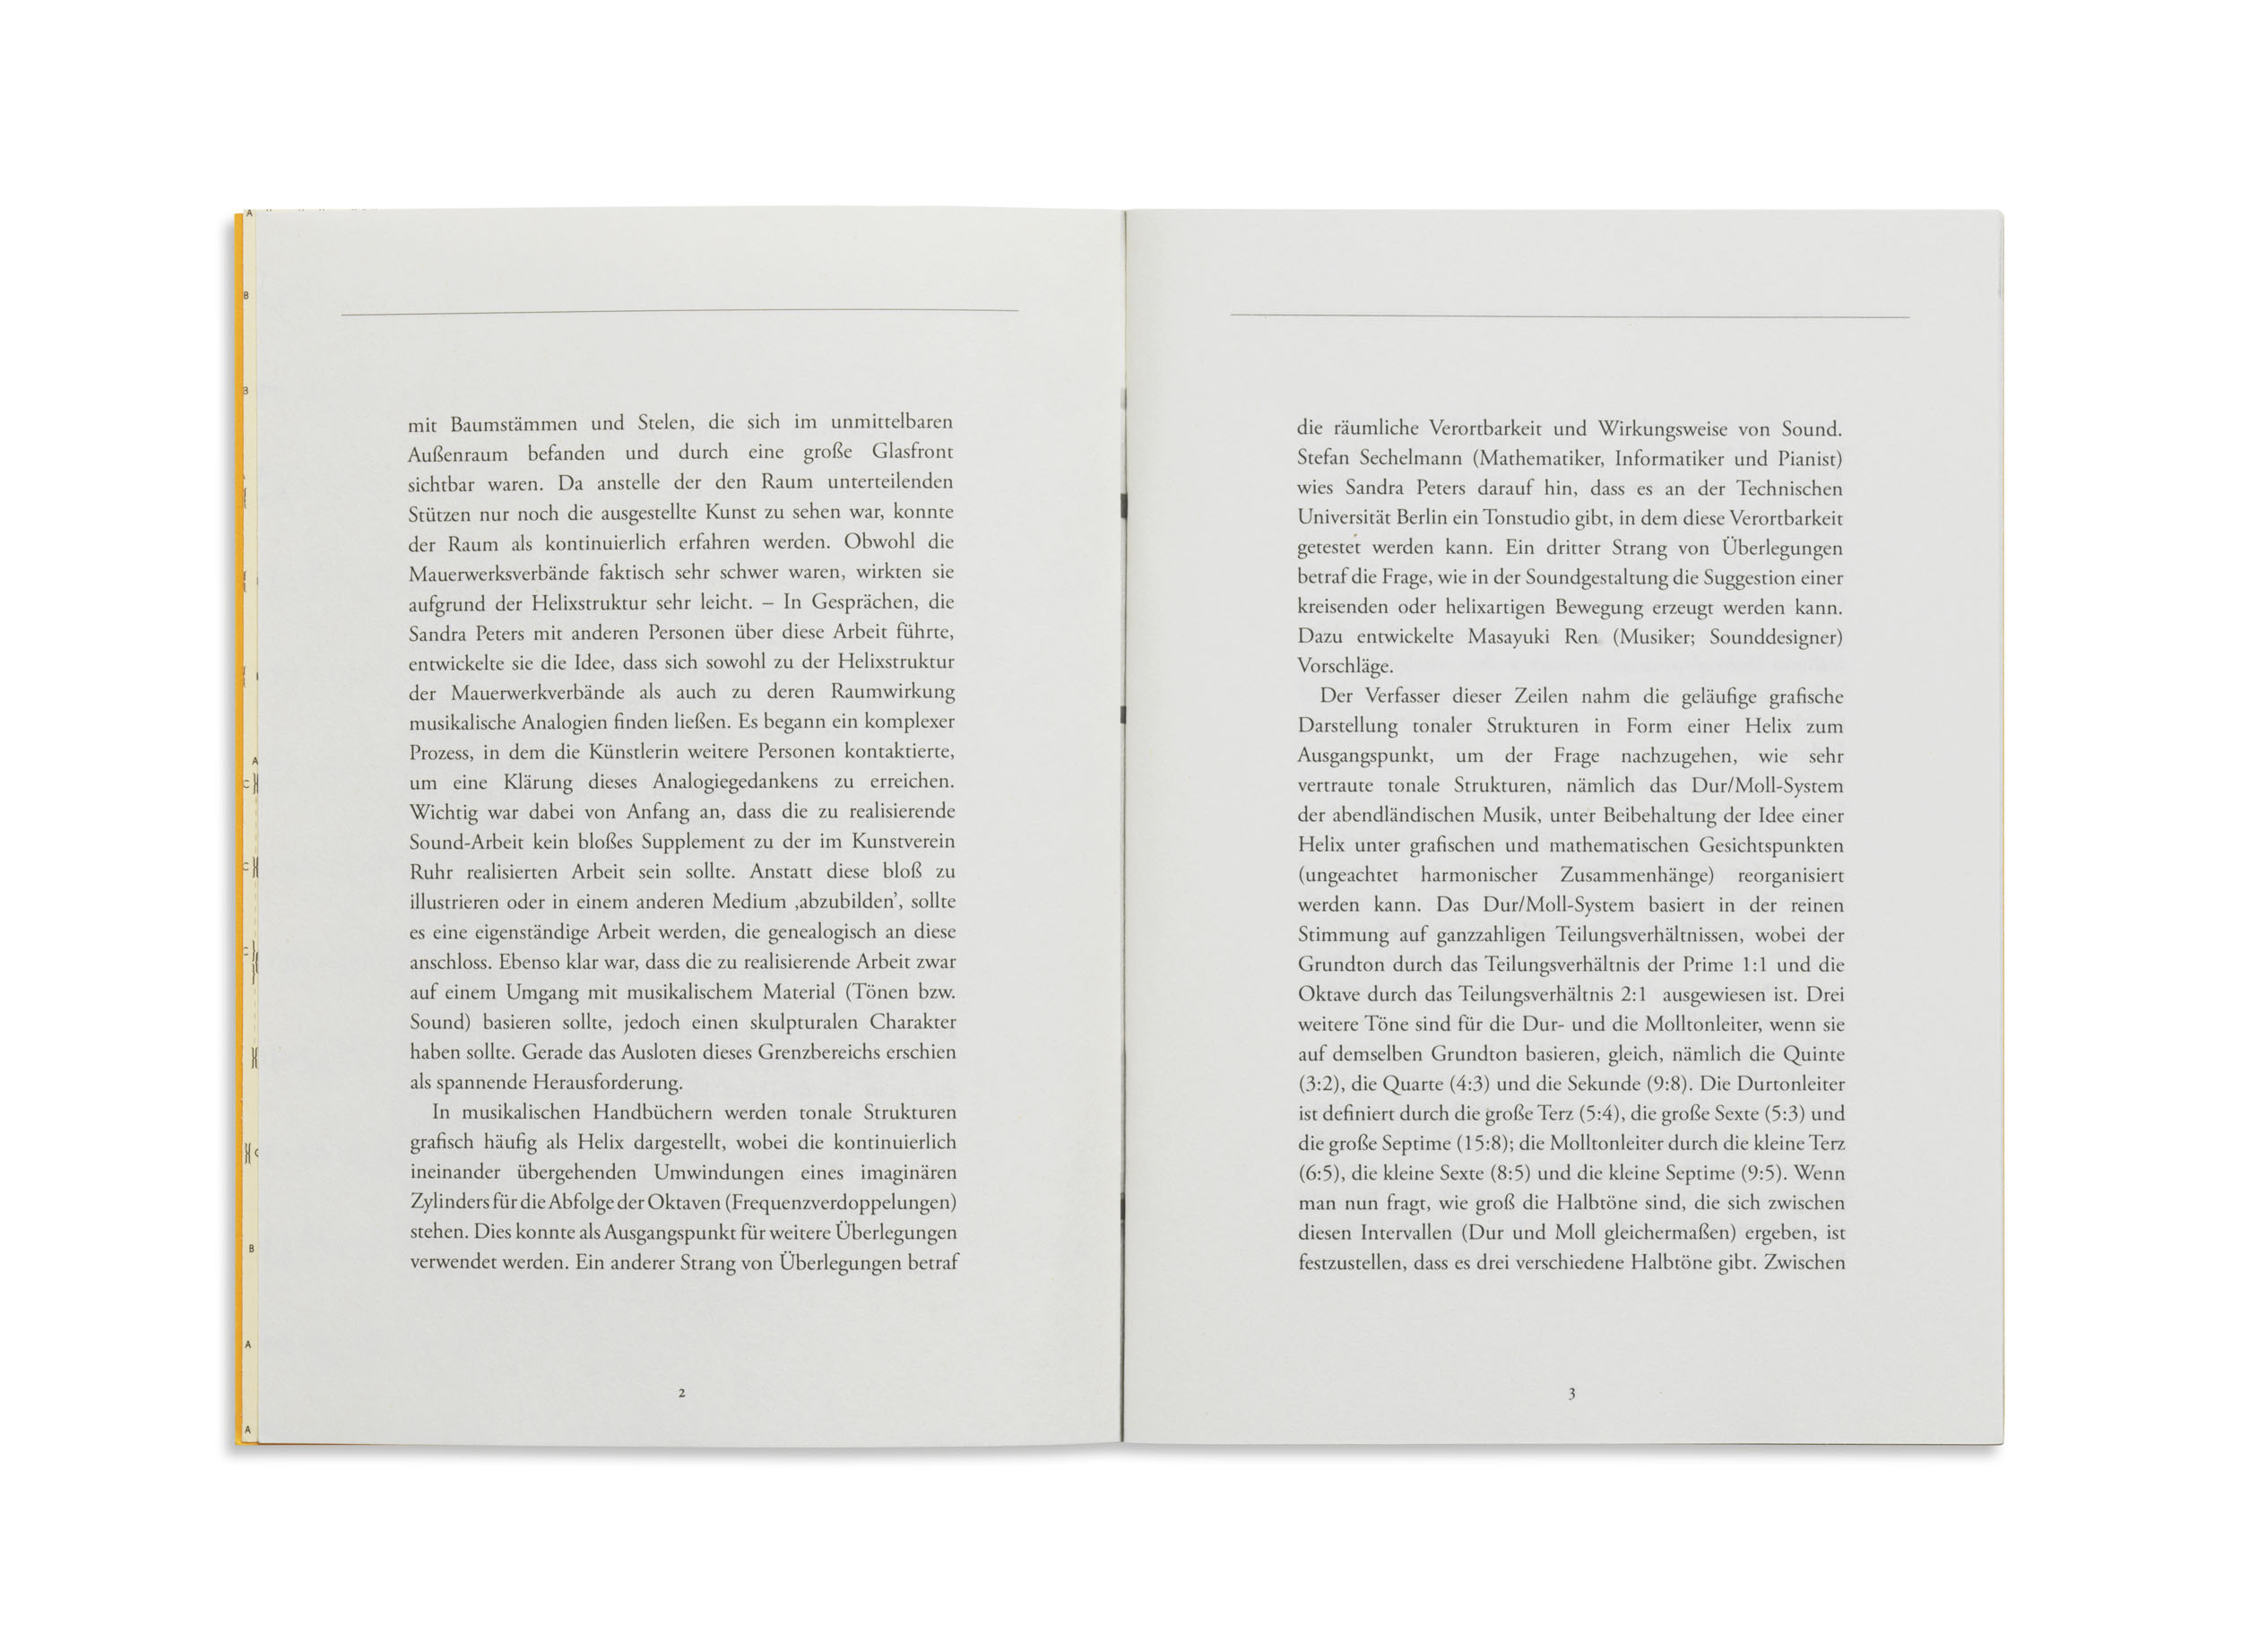 mit Baumstämmen und Stelen, die sich im unmittelbaren
Außenraum befanden und durch eine große Glasfront
sichtbar waren. Da anstelle der den Raum unterteilenden
Stützen nur noch die ausgestellte Kunst zu sehen war, konnte
der Raum als kontinuierlich erfahren werden. Obwohl die
Mauerwerksverbände faktisch sehr schwer waren, wirkten sie
aufgrund der Helixstruktur sehr leicht. – In Gesprächen, die
Sandra Peters mit anderen Personen über diese Arbeit führte,
entwickelte sie die Idee, dass sich sowohl zu der Helixstruktur
der Mauerwerkverbände als auch zu deren Raumwirkung
musikalische Analogien finden ließen. Es begann ein komplexer
Prozess, in dem die Künstlerin weitere Personen kontaktierte,
um eine Klärung dieses Analogiegedankens zu erreichen.
Wichtig war dabei von Anfang an, dass die zu realisierende
Sound-Arbeit kein bloßes Supplement zu der im Kunstverein
Ruhr realisierten Arbeit sein sollte. Anstatt diese bloß zu
illustrieren oder in einem anderen Medium ‚abzubilden’, sollte
es eine eigenständige Arbeit werden, die genealogisch an diese
anschloss. Ebenso klar war, dass die zu realisierende Arbeit zwar
auf einem Umgang mit musikalischem Material (Tönen bzw.
Sound) basieren sollte, jedoch einen skulpturalen Charakter
haben sollte. Gerade das Ausloten dieses Grenzbereichs erschien
als spannende Herausforderung.
In musikalischen Handbüchern werden tonale Strukturen
grafisch häufig als Helix dargestellt, wobei die kontinuierlich
ineinander übergehenden Umwindungen eines imaginären
Zylinders für die Abfolge der Oktaven (Frequenzverdoppelungen)
stehen. Dies konnte als Ausgangspunkt für weitere Überlegungen
verwendet werden. Ein anderer Strang von Überlegungen betraf
2
die räumliche Verortbarkeit und Wirkungsweise von Sound.
Stefan Sechelmann (Mathematiker, Informatiker und Pianist)
wies Sandra Peters darauf hin, dass es an der Technischen
Universität Berlin ein Tonstudio gibt, in dem diese Verortbarkeit
getestet werden kann. Ein dritter Strang von Überlegungen
betraf die Frage, wie in der Soundgestaltung die Suggestion einer
kreisenden oder helixartigen Bewegung erzeugt werden kann.
Dazu entwickelte Masayuki Ren (Musiker; Sounddesigner)
Vorschläge.
Der Verfasser dieser Zeilen nahm die geläufige grafische
Darstellung tonaler Strukturen in Form einer Helix zum
Ausgangspunkt, um der Frage nachzugehen, wie sehr
vertraute tonale Strukturen, nämlich das Dur/Moll-System
der abendländischen Musik, unter Beibehaltung der Idee einer
Helix unter grafischen und mathematischen Gesichtspunkten
(ungeachtet harmonischer Zusammenhänge) reorganisiert
werden kann. Das Dur/Moll-System basiert in der reinen
Stimmung auf ganzzahligen Teilungsverhältnissen, wobei der
Grundton durch das Teilungsverhältnis der Prime 1:1 und die
Oktave durch das Teilungsverhältnis 2:1 ausgewiesen ist. Drei
weitere Töne sind für die Dur- und die Molltonleiter, wenn sie
auf demselben Grundton basieren, gleich, nämlich die Quinte
(3:2), die Quarte (4:3) und die Sekunde (9:8). Die Durtonleiter
ist definiert durch die große Terz (5:4), die große Sexte (5:3) und
die große Septime (15:8); die Molltonleiter durch die kleine Terz
(6:5), die kleine Sexte (8:5) und die kleine Septime (9:5). Wenn
man nun fragt, wie groß die Halbtöne sind, die sich zwischen
diesen Intervallen (Dur und Moll gleichermaßen) ergeben, ist
festzustellen, dass es drei verschiedene Halbtöne gibt. Zwischen
3